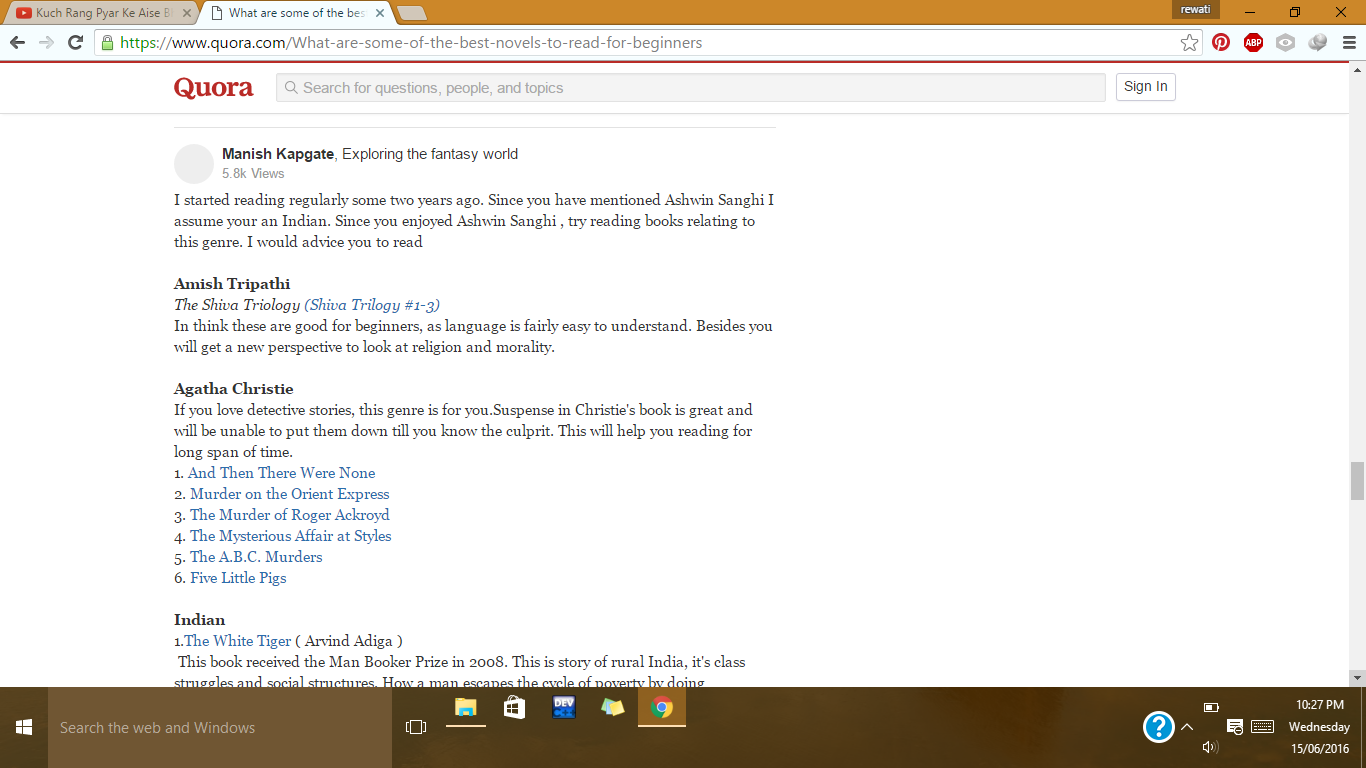 Kuch Rang Pyar Ke Aise
What are some of the bes
rewati
https://www.quora.com/What-are-some-of-the-best-novels-to-read-for-beginners
ABP
Quora
Search for questions, people, and topics
Sign In
Manish Kapgate, Exploring the fantasy world
5.8k Views
I started reading regularly some two years ago. Since you have mentioned Ashwin Sanghi I
assume your an Indian. Since you enjoyed Ashwin Sanghi , try reading books relating to
this genre. I would advice you to read
Amish Tripathi
The Shiva Triology (Shiva Trilogy #1-3)
In think these are good for beginners, as language is fairly easy to understand. Besides you
will get a new perspective to look at religion and morality.
Agatha Christie
If you love detective stories, this genre is for you.Suspense in Christie's book is great and
will be unable to put them down till you know the culprit. This will help you reading for
long span of time.
1. And Then There Were None
2. Murder on the Orient Express
3. The Murder of Roger Ackroyd
4. The Mysterious Affair at Styles
5. The A.B.C. Murders
6. Five Little Pigs
Indian
1.The White Tiger ( Arvind Adiga )
This book received the Man Booker Prize in 2008. This is story of rural India, it's class
struggles and social structures. How a man escapes the cycle of poverty by doing
Search the web and Windows
DEV
10:27 PM
Wednesday
15/06/2016